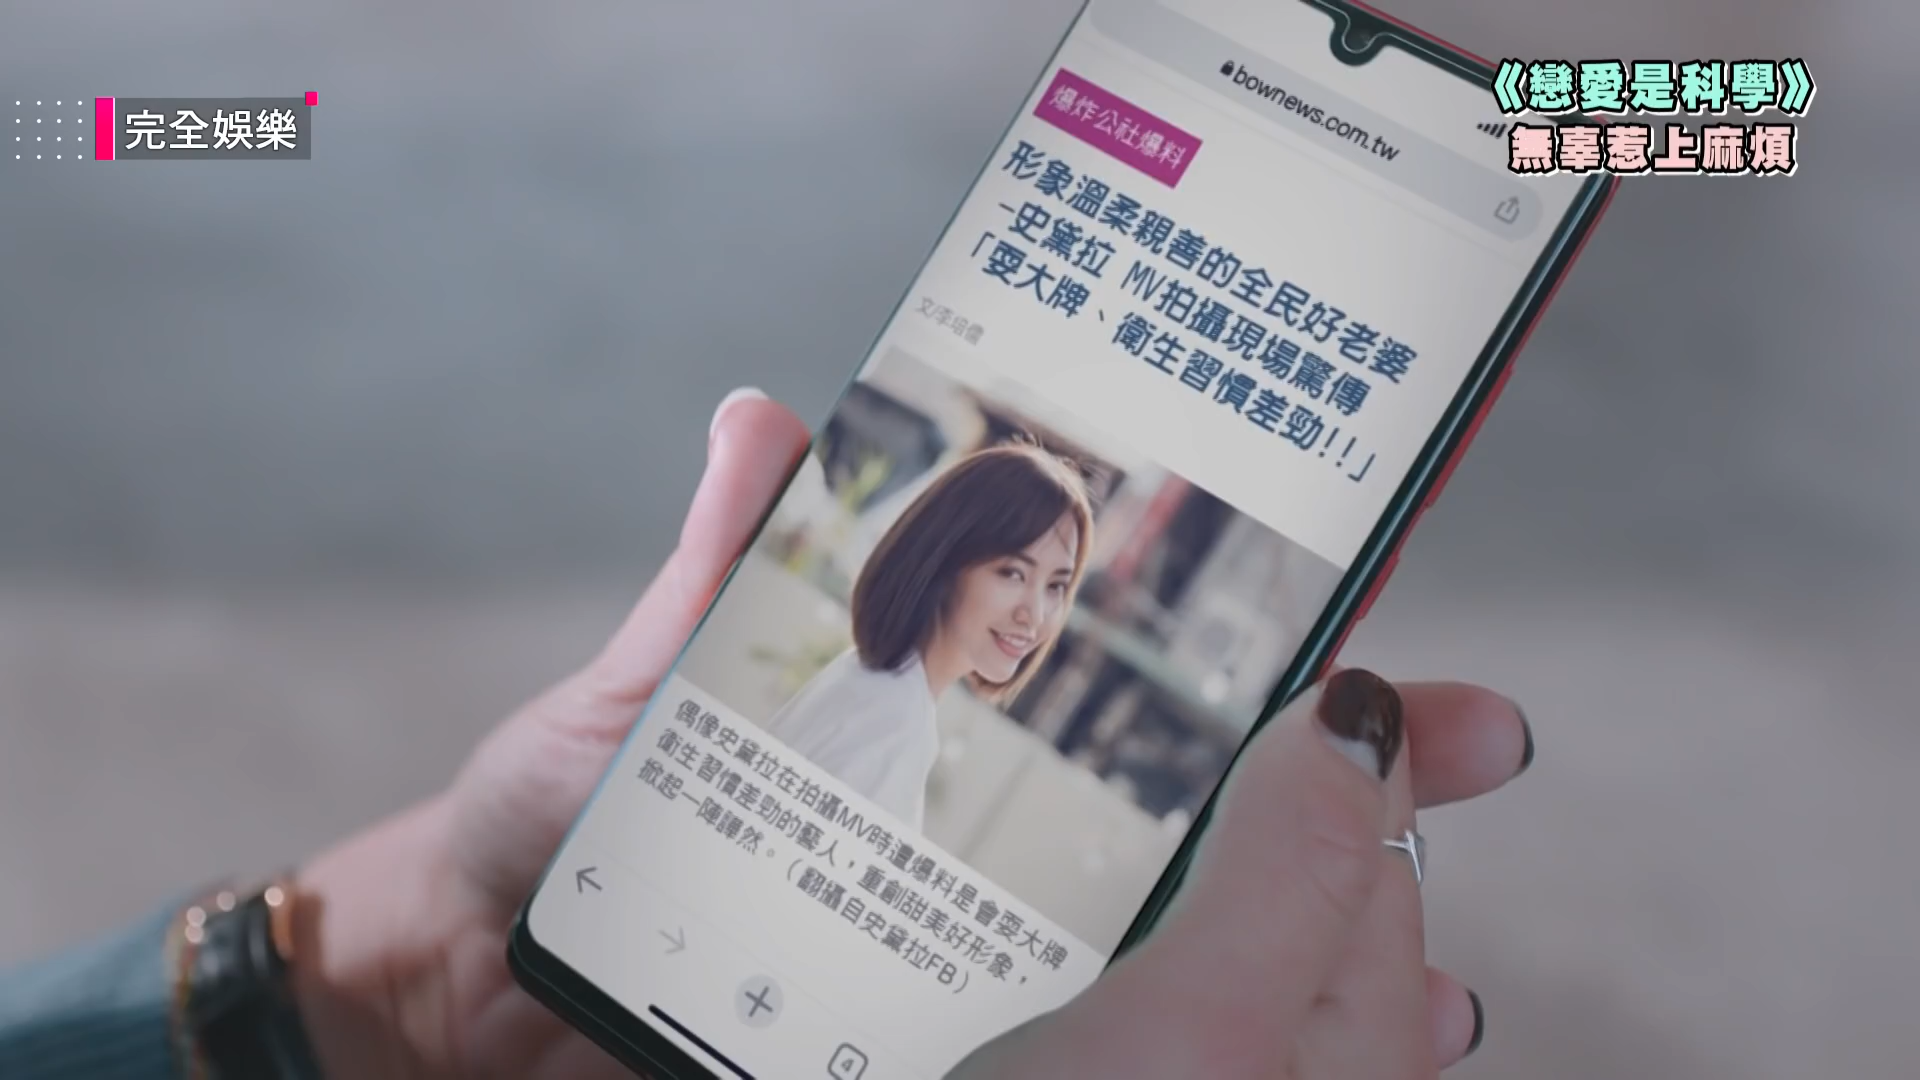 完全娛樂
《戀愛是科學》
無辜惹上麻煩
bownews.com.tw
爆炸公社爆料
形象溫柔親善的全民好老婆
-史黛拉 MV拍攝現場驚傳
「耍大牌、衛生習慣差勁!!」
文/李培儒
偶像史黛拉在拍攝MV時遭爆料是會耍大牌
衛生習慣差勁的藝人,重創甜美好形象,
掀起一陣譁然。(翻攝自史黛拉FB)
4